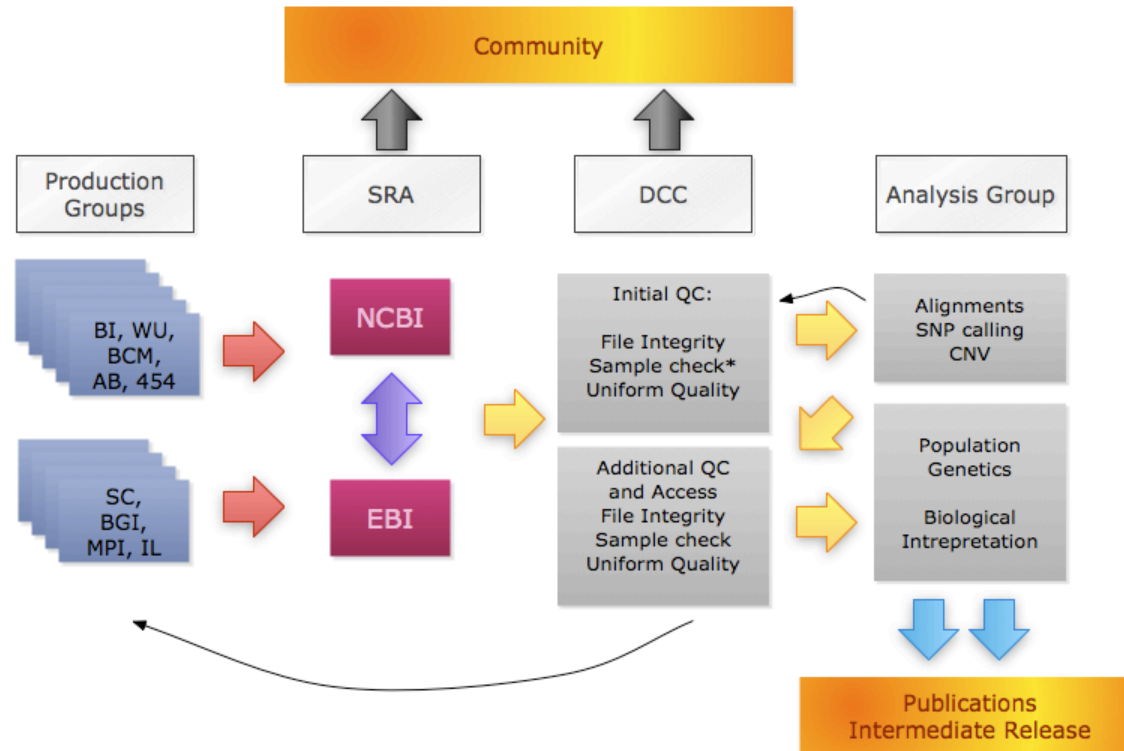 Community
Production
Groups
SRA
DCC
Analysis Group
BI, WU,
BCM,
AB, 454
SC,
BGI,
MPI, IL
NCBI
EBI
Initial QC:
File Integrity
Sample check*
Uniform Quality
Additional QC
and Access
File Integrity
Sample check
Uniform Quality
Alignments
SNP calling
CNV
Population
Genetics
Biological
Intrepretation
Publications
Intermediate Release